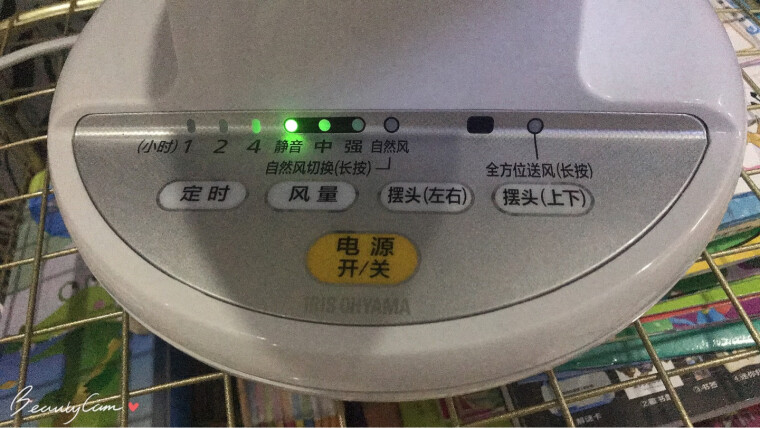 (小时) 1 2 4 静音 中 强 自然风
自然风切换(长按)
全方位送风(长按)
定时 风量 摆头(左右) 摆头(上下)
电源
开/关
IRIS OHYAMA
BeautyCam